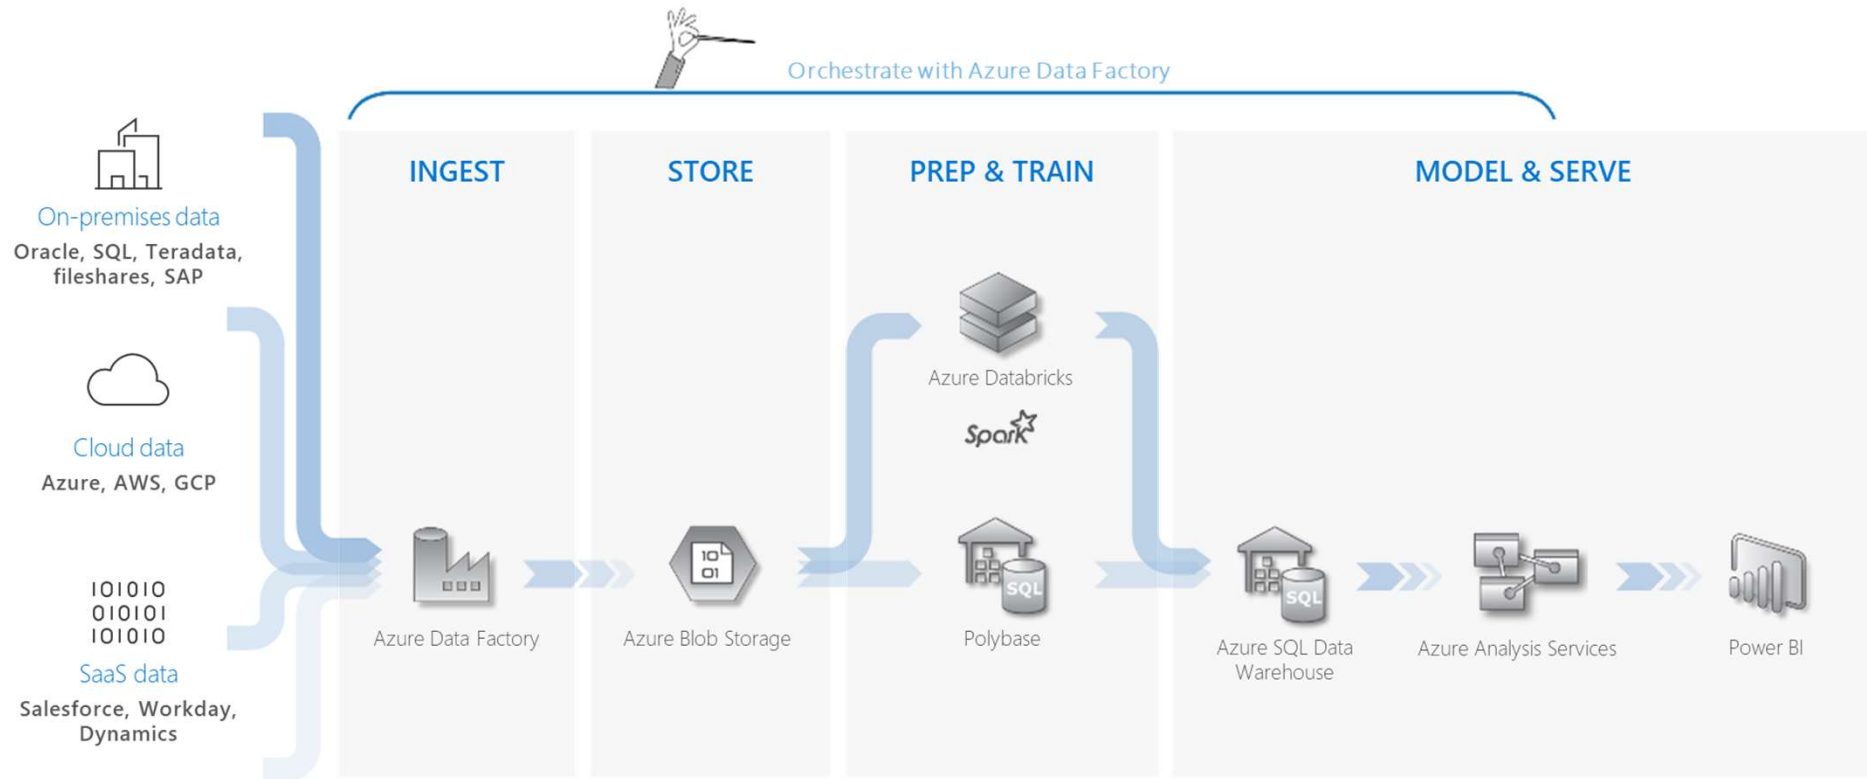 Orchestrate with Azure Data Factory
On-premises data
Oracle, SQL, Teradata,
fileshares, SAP
Cloud data
Azure, AWS, GCP
101010
010101
101010
SaaS data
Salesforce, Workday,
Dynamics
INGEST
Azure Data Factory
STORE
10
01
Azure Blob Storage
PREP & TRAIN
Azure Databricks
Spark
SQL
Polybase
MODEL & SERVE
SQL
Azure SQL Data
Warehouse
Azure Analysis Services
Power BI